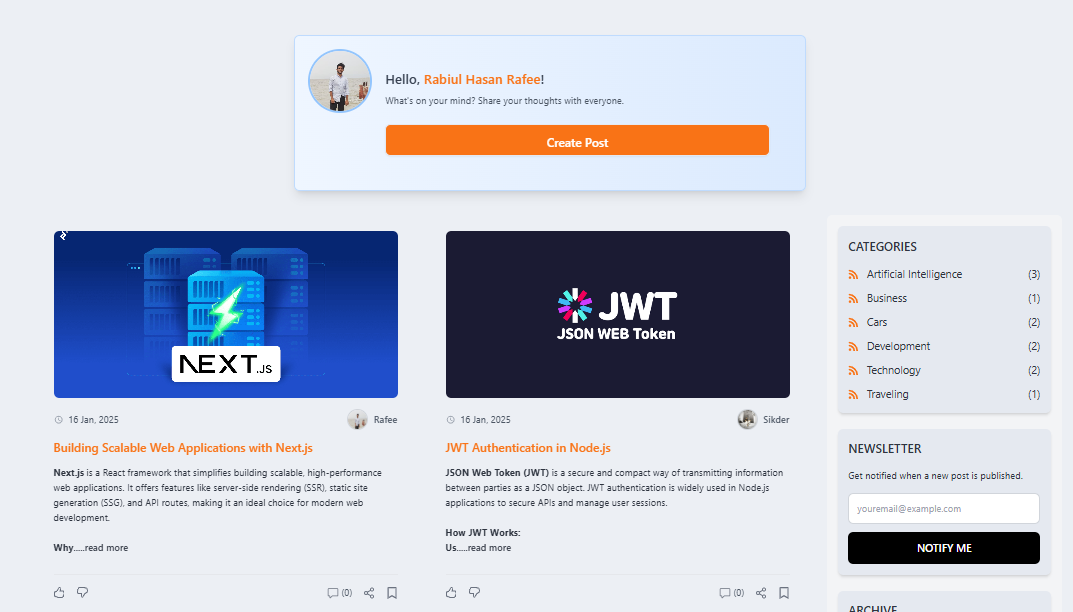 Hello, Rabiul Hasan Rafee!
What's on your mind? Share your thoughts with everyone.
Create Post
NEXT.JS
16 Jan, 2025
Rafee
Building Scalable Web Applications with Next.js
Next.js is a React framework that simplifies building scalable, high-performance
web applications. It offers features like server-side rendering (SSR), static site
generation (SSG), and API routes, making it an ideal choice for modern web
development.
Why.....read more
(0)
JWT
JSON WEB Token
16 Jan, 2025
Sikder
JWT Authentication in Node.js
JSON Web Token (JWT) is a secure and compact way of transmitting information
between parties as a JSON object. JWT authentication is widely used in Node.js
applications to secure APIs and manage user sessions.
How JWT Works:
Us.....read more
(0)
CATEGORIES
Artificial Intelligence (3)
Business (1)
Cars (2)
Development (2)
Technology (2)
Traveling (1)
NEWSLETTER
Get notified when a new post is published.
youremail@example.com
NOTIFY ME
ARCHIVE